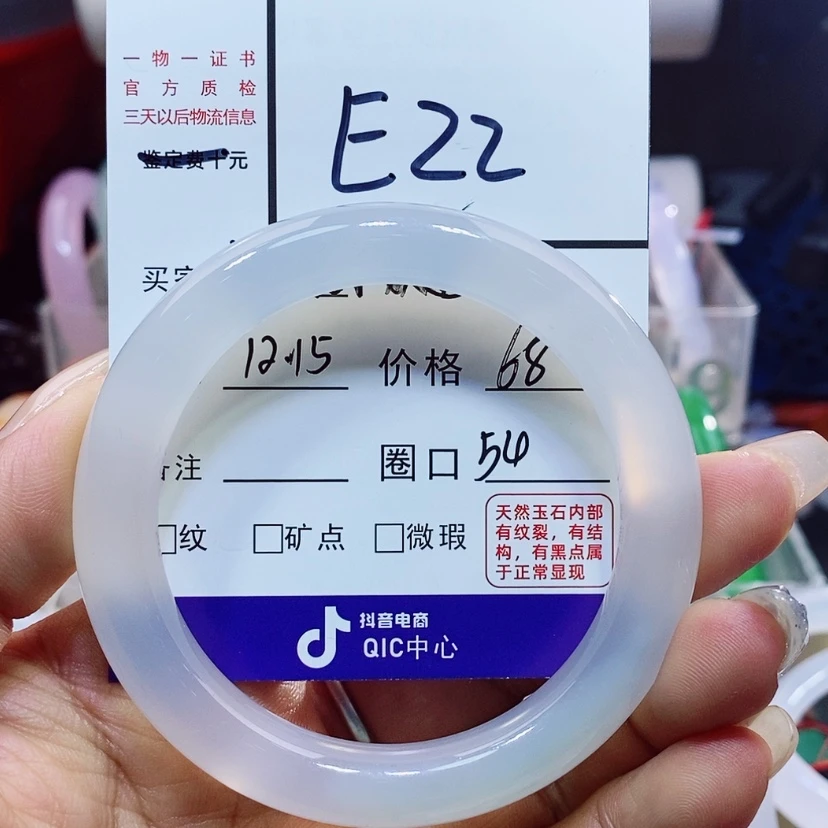 一物一证书
官方质检
三天以后物流信息
鉴定费十元
E22
买
12.15 价格 68
注 圈口 54
□纹 □矿点 □微瑕
天然玉石内部
有纹裂，有结
构，有黑点属
于正常显现
抖音电商
QIC中心